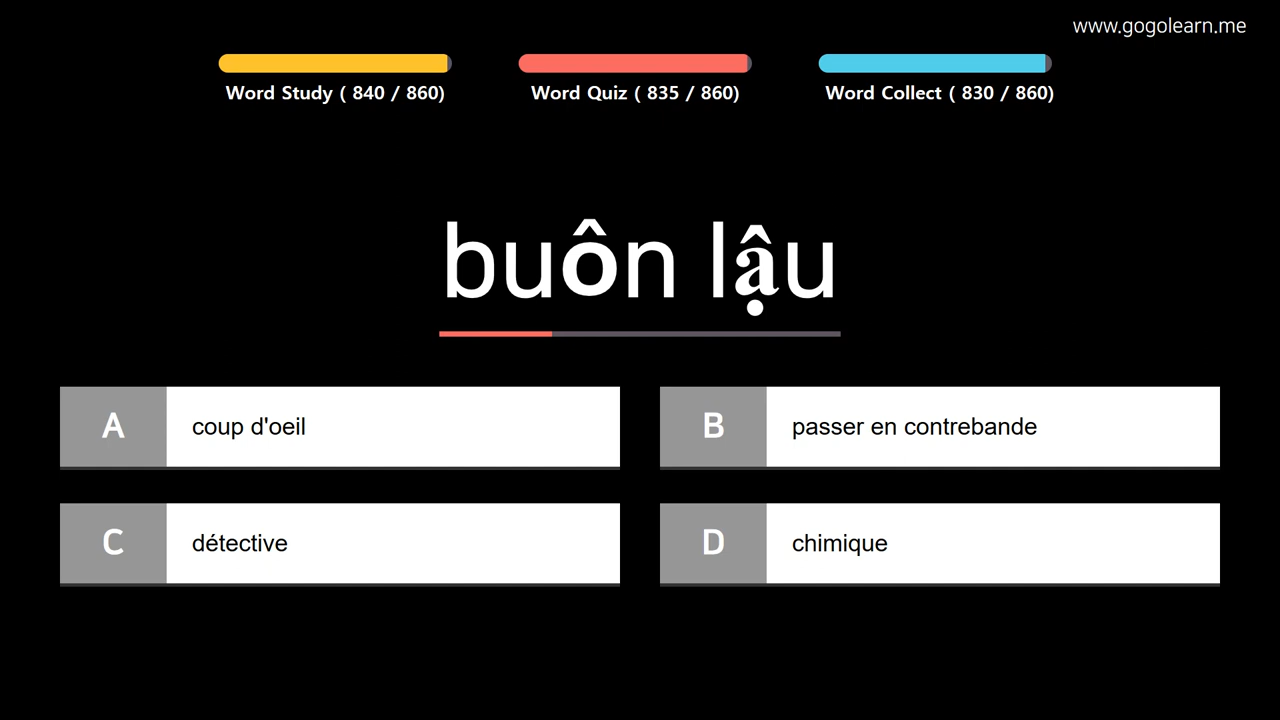 www.gogolearn.me
Word Study ( 840 / 860)
Word Quiz ( 835 / 860)
Word Collect ( 830 / 860)
buôn lậu
A coup d'oeil
B passer en contrebande
C détective
D chimique